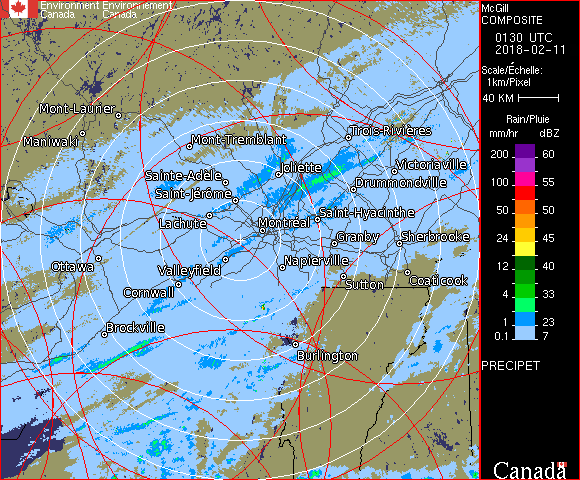 Environment Environnement
Canada Canada
Mont-Laurier
Maniwaki
Mont-Tremblant
Trois-Rivières
Sainte-Adèle
Joliette
Victoriaville
Saint-Jérôme
Drummondville
Lachute
Montréal
Saint-Hyacinthe
Granby
Sherbrooke
Ottawa
Valleyfield
Napierville
Cornwall
Sutton
Coaticook
Brockville
Burlington
McGill
COMPOSITE
0130 UTC
2018-02-11
Scale/Échelle:
1km/Pixel
40 KM
Rain/Pluie
mm/hr dBZ
200 60
100 55
50 50
24 45
12 40
4 33
1 23
0.1 7
PRECIPET
Canada